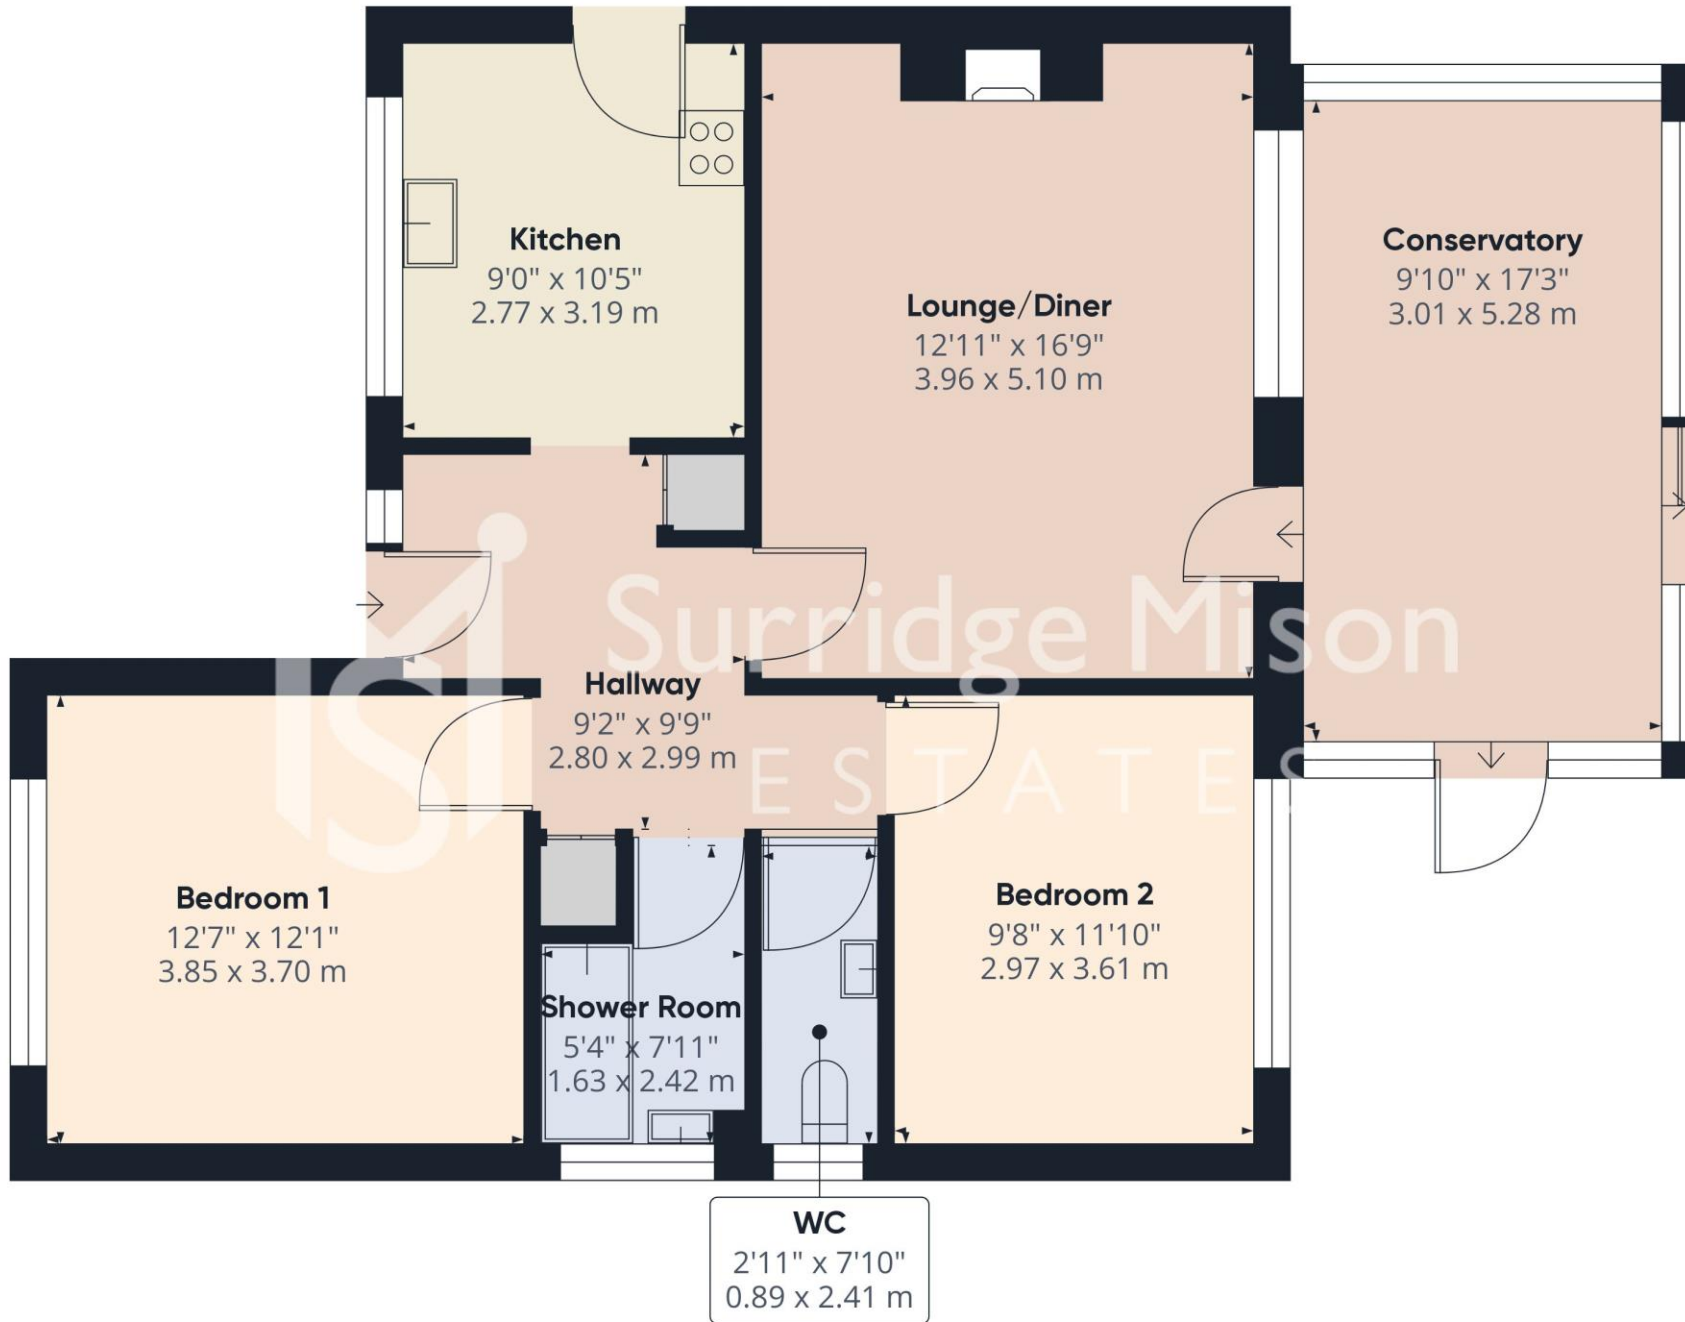 Kitchen
9'0" x 10'5"
2.77 x 3.19 m
Lounge/Diner
12'11" x 16'9"
3.96 x 5.10 m
Conservatory
9'10" x 17'3"
3.01 x 5.28 m
Surridge Mison
ESTATES
Hallway
9'2" x 9'9"
2.80 x 2.99 m
Bedroom 1
12'7" x 12'1"
3.85 x 3.70 m
Bedroom 2
9'8" x 11'10"
2.97 x 3.61 m
Shower Room
5'4" x 7'11"
1.63 x 2.42 m
WC
2'11" x 7'10"
0.89 x 2.41 m